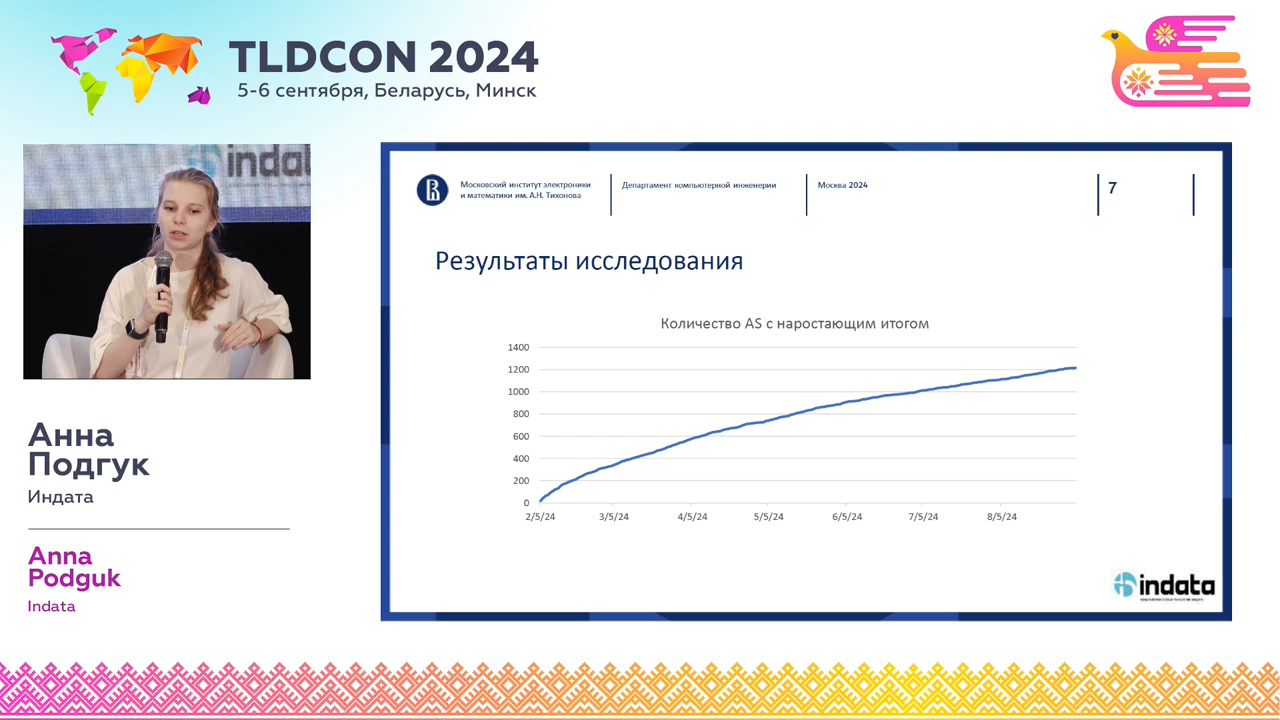 TLDCON 2024
5-6 сентября, Беларусь, Минск
indata
Анна
Подгук
Индата
Anna
Podguk
Indata
Московский институт электроники
и математики им. А.Н. Тихонова
Департамент компьютерной инженерии
Москва 2024
7
Результаты исследования
Количество AS с наростающим итогом
1400
1200
1000
800
600
400
200
0
2/5/24 3/5/24 4/5/24 5/5/24 6/5/24 7/5/24 8/5/24
indata